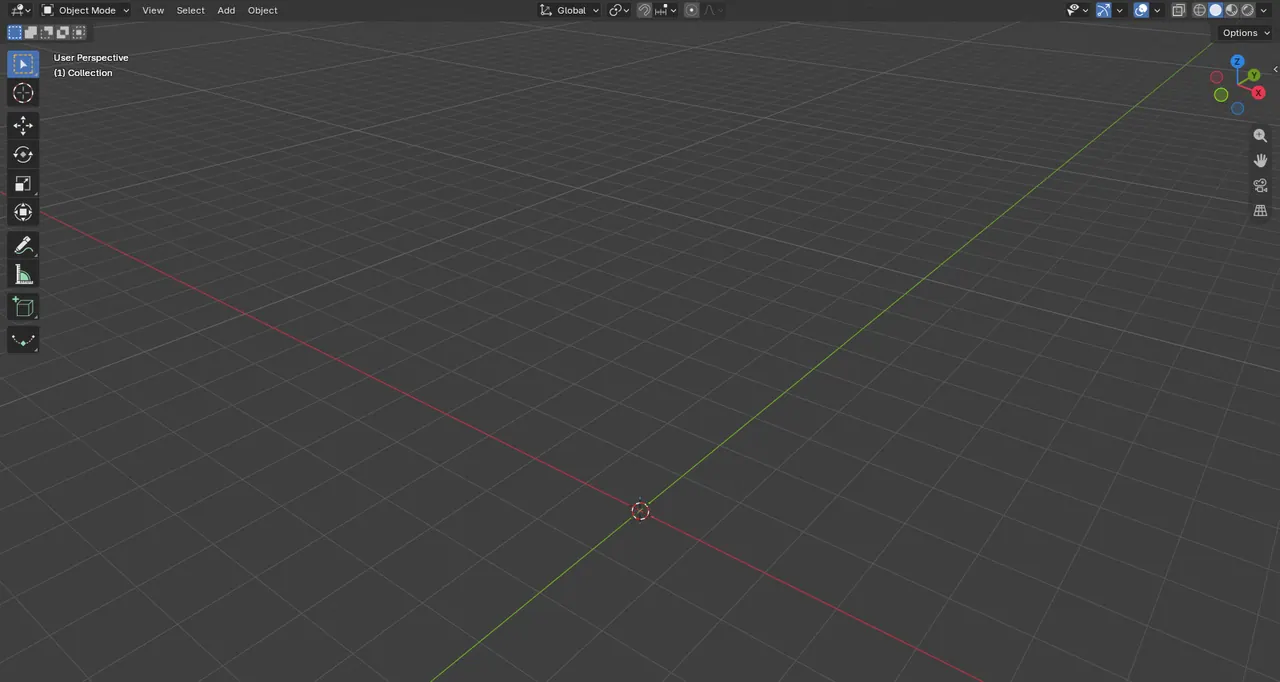 Object Mode View Select Add Object Global
Options
User Perspective
(1) Collection
Z
Y
X